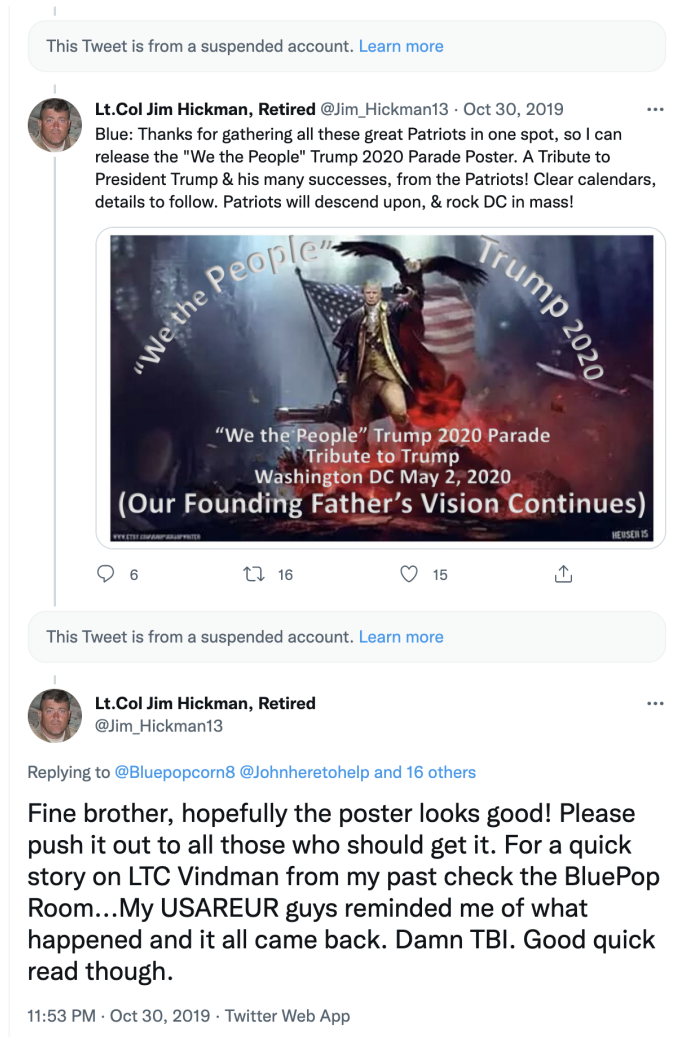 This Tweet is from a suspended account. Learn more
Lt.Col Jim Hickman, Retired @Jim_Hickman13 · Oct 30, 2019
Blue: Thanks for gathering all these great Patriots in one spot, so I can
release the "We the People" Trump 2020 Parade Poster. A Tribute to
President Trump & his many successes, from the Patriots! Clear calendars,
details to follow. Patriots will descend upon, & rock DC in mass!
“We the People” Trump 2020
“We the People” Trump 2020 Parade
Tribute to Trump
Washington DC May 2, 2020
(Our Founding Father’s Vision Continues)
HEUSER 15
6 16 15
This Tweet is from a suspended account. Learn more
Lt.Col Jim Hickman, Retired
@Jim_Hickman13
Replying to @Bluepopcorn8 @Johnheretohelp and 16 others
Fine brother, hopefully the poster looks good! Please
push it out to all those who should get it. For a quick
story on LTC Vindman from my past check the BluePop
Room...My USAREUR guys reminded me of what
happened and it all came back. Damn TBI. Good quick
read though.
11:53 PM · Oct 30, 2019 · Twitter Web App